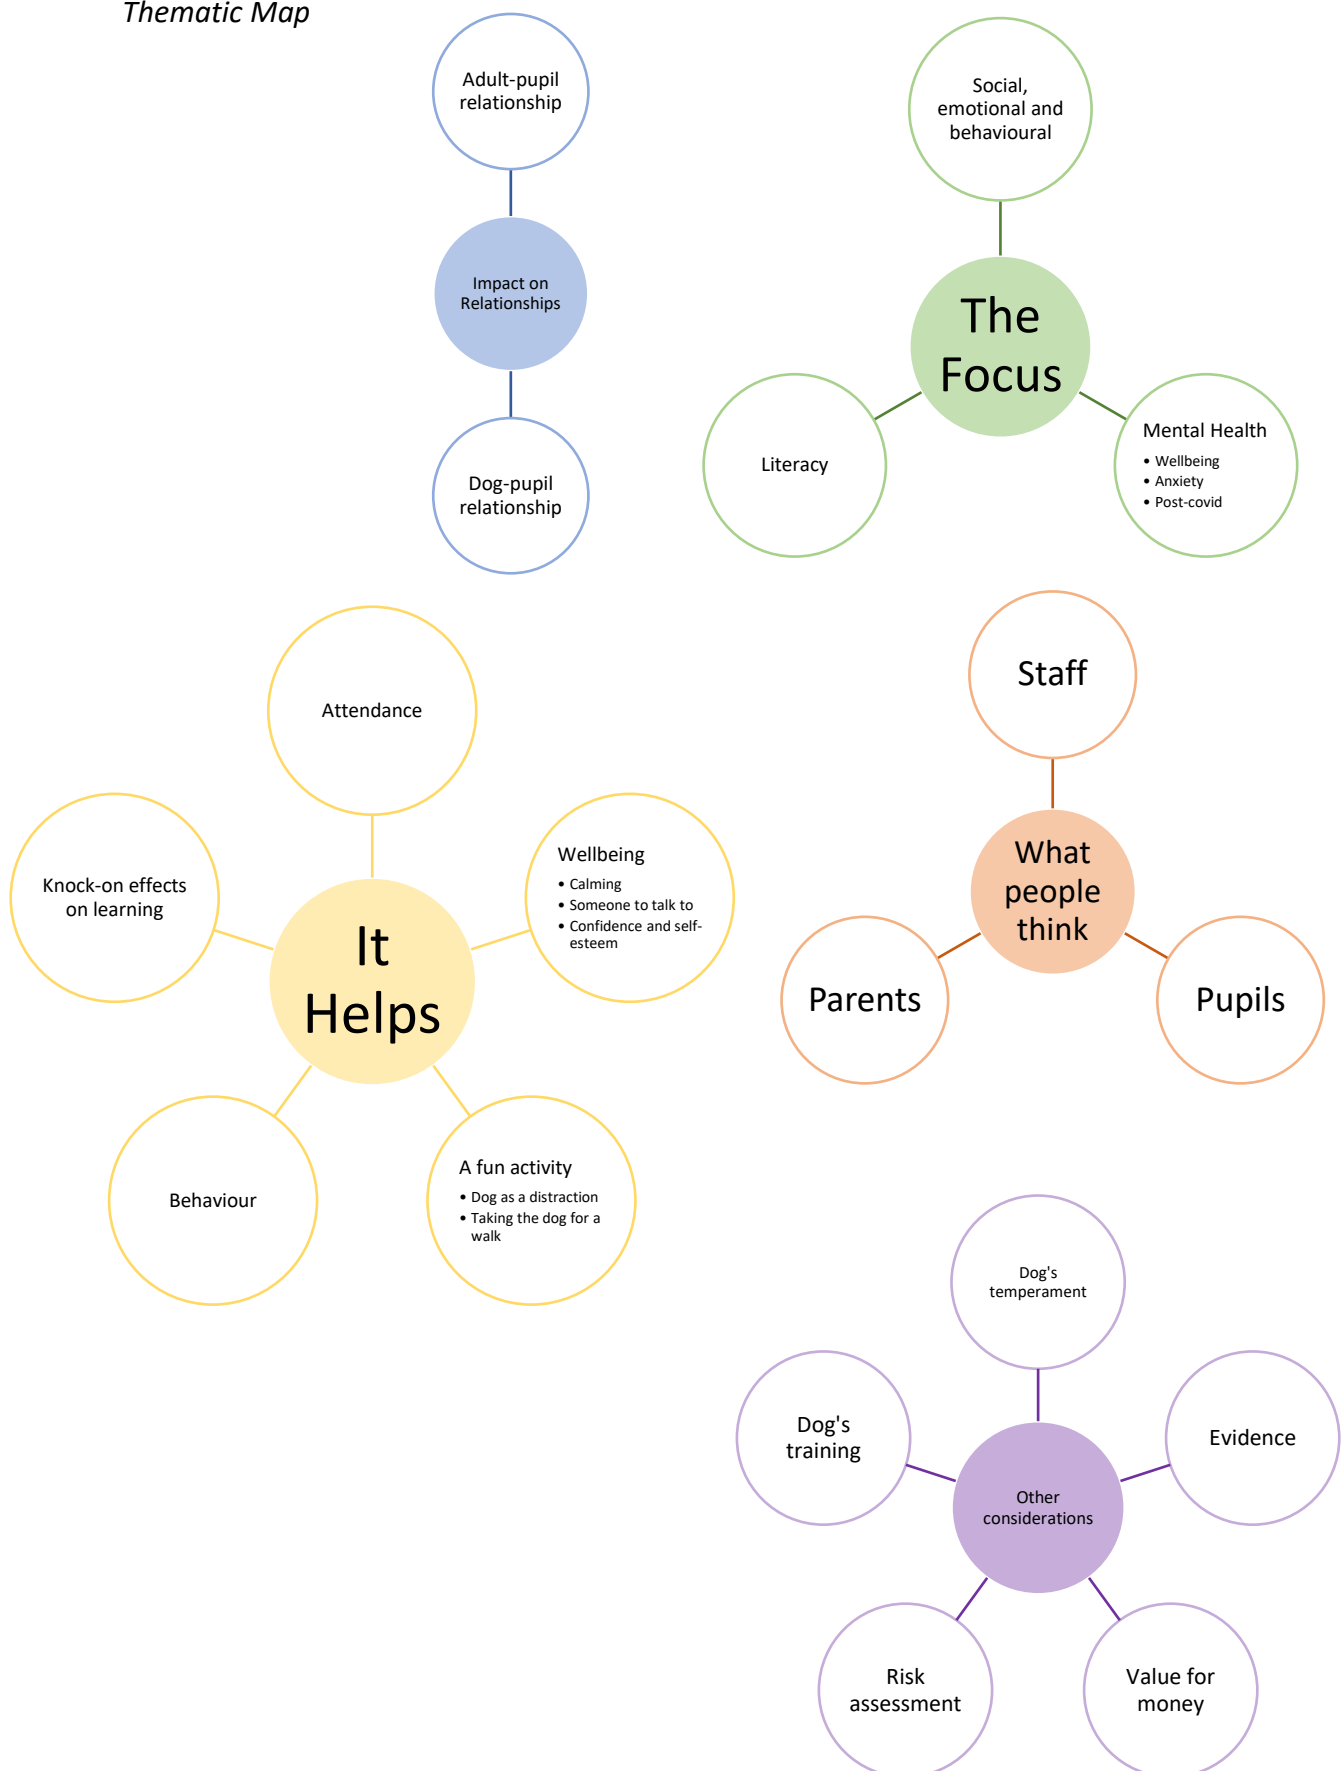 Thematic Map
Adult-pupil
relationship
Impact on
Relationships
Dog-pupil
relationship
Social,
emotional and
behavioural
The
Focus
Literacy
Mental Health
• Wellbeing
• Anxiety
• Post-covid
Attendance
Knock-on effects
on learning
Wellbeing
• Calming
• Someone to talk to
• Confidence and self-
esteem
It
Helps
Behaviour
A fun activity
• Dog as a distraction
• Taking the dog for a
walk
Staff
What
people
think
Parents
Pupils
Dog's
temperament
Dog's
training
Evidence
Other
considerations
Risk
assessment
Value for
money